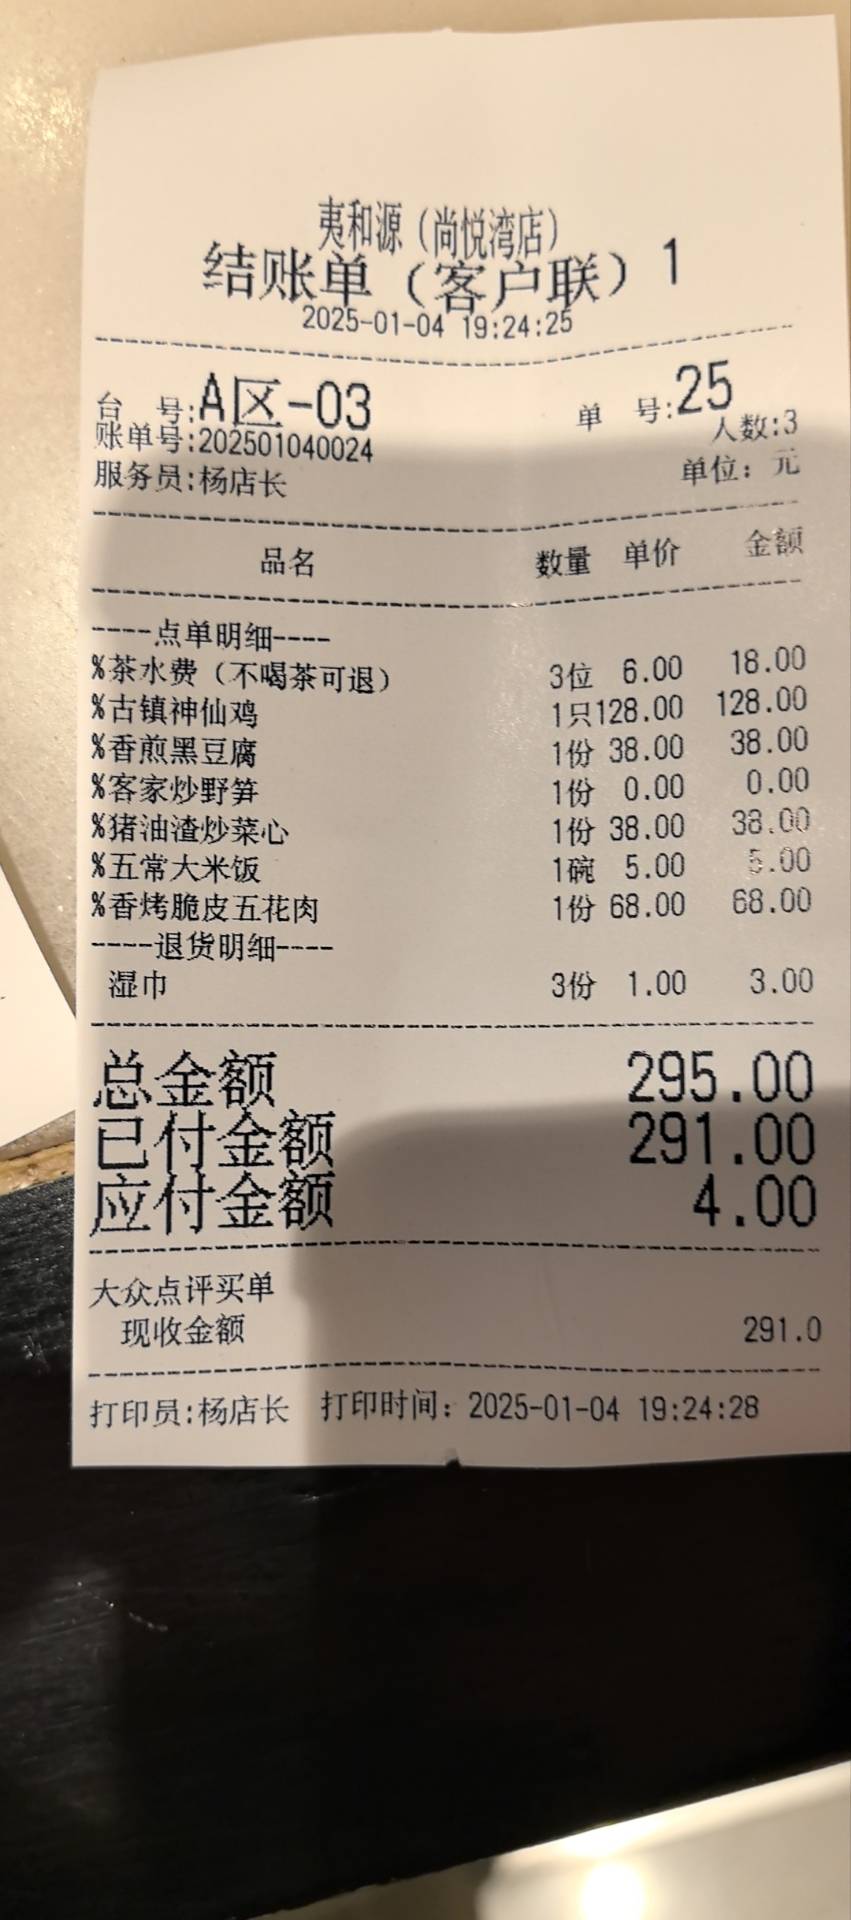 夷和源（尚悦湾店）
结账单（客户联）1
2025-01-04 19:24:25
台 号:A区-03 单 号:25
账单号:202501040024 人数:3
服务员:杨店长 单位：元
品名 数量 单价 金额
----点单明细----
%茶水费（不喝茶可退） 3位 6.00 18.00
%古镇神仙鸡 1只128.00 128.00
%香煎黑豆腐 1份 38.00 38.00
%客家炒野笋 1份 0.00 0.00
%猪油渣炒菜心 1份 38.00 38.00
%五常大米饭 1碗 5.00 5.00
%香烤脆皮五花肉 1份 68.00 68.00
----退货明细----
湿巾 3份 1.00 3.00
总金额 295.00
已付金额 291.00
应付金额 4.00
大众点评买单
现收金额 291.0
打印员:杨店长 打印时间：2025-01-04 19:24:28